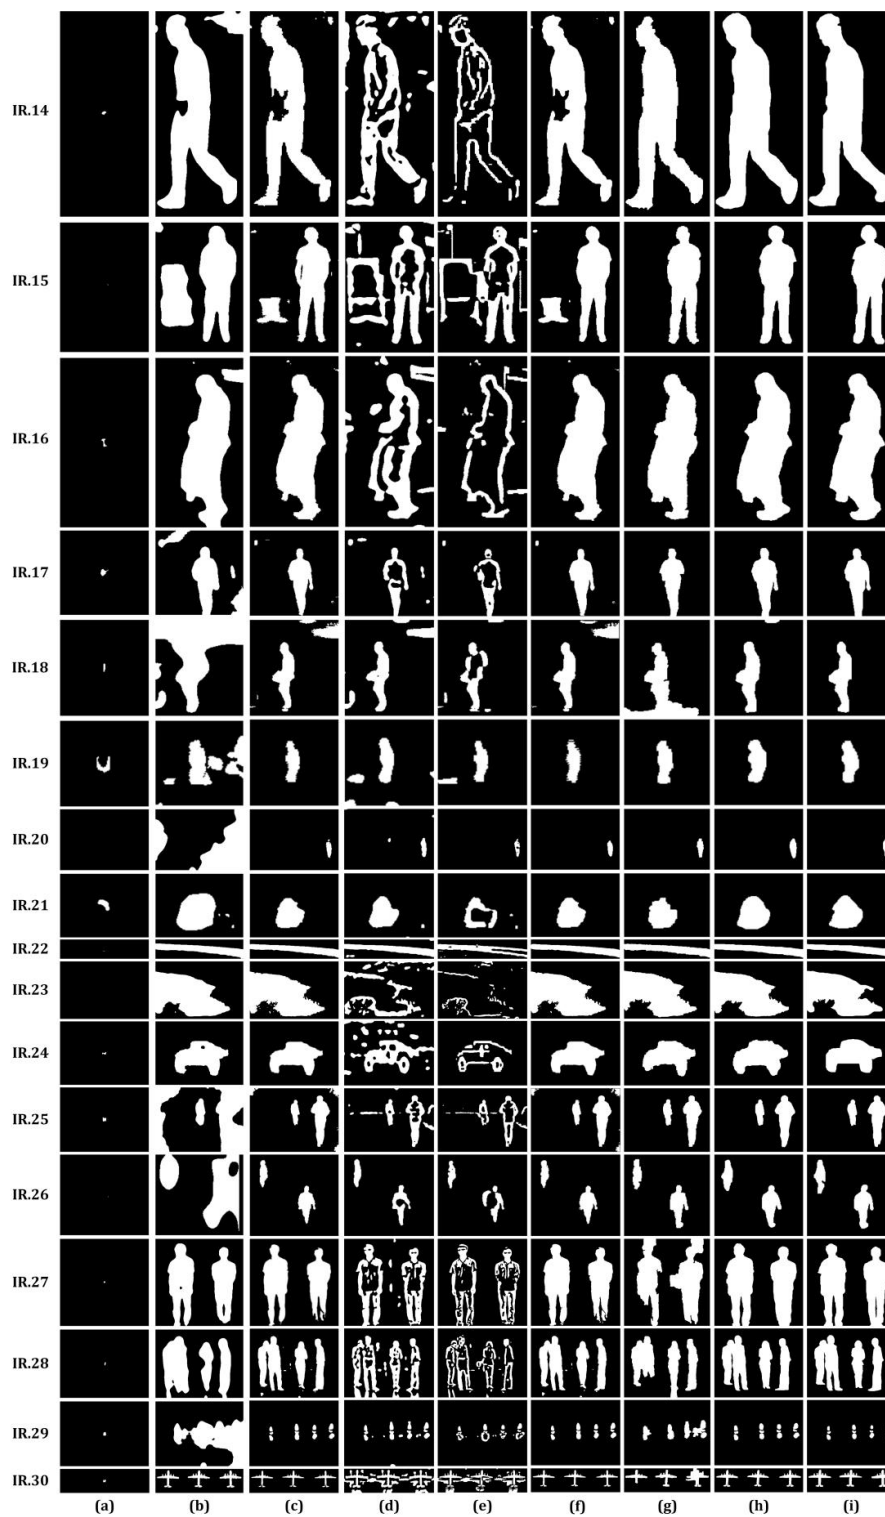 IR.14
IR.15
IR.16
IR.17
IR.18
IR.19
IR.20
IR.21
IR.22
IR.23
IR.24
IR.25
IR.26
IR.27
IR.28
IR.29
IR.30
(a) (b) (c) (d) (e) (f) (g) (h) (i)